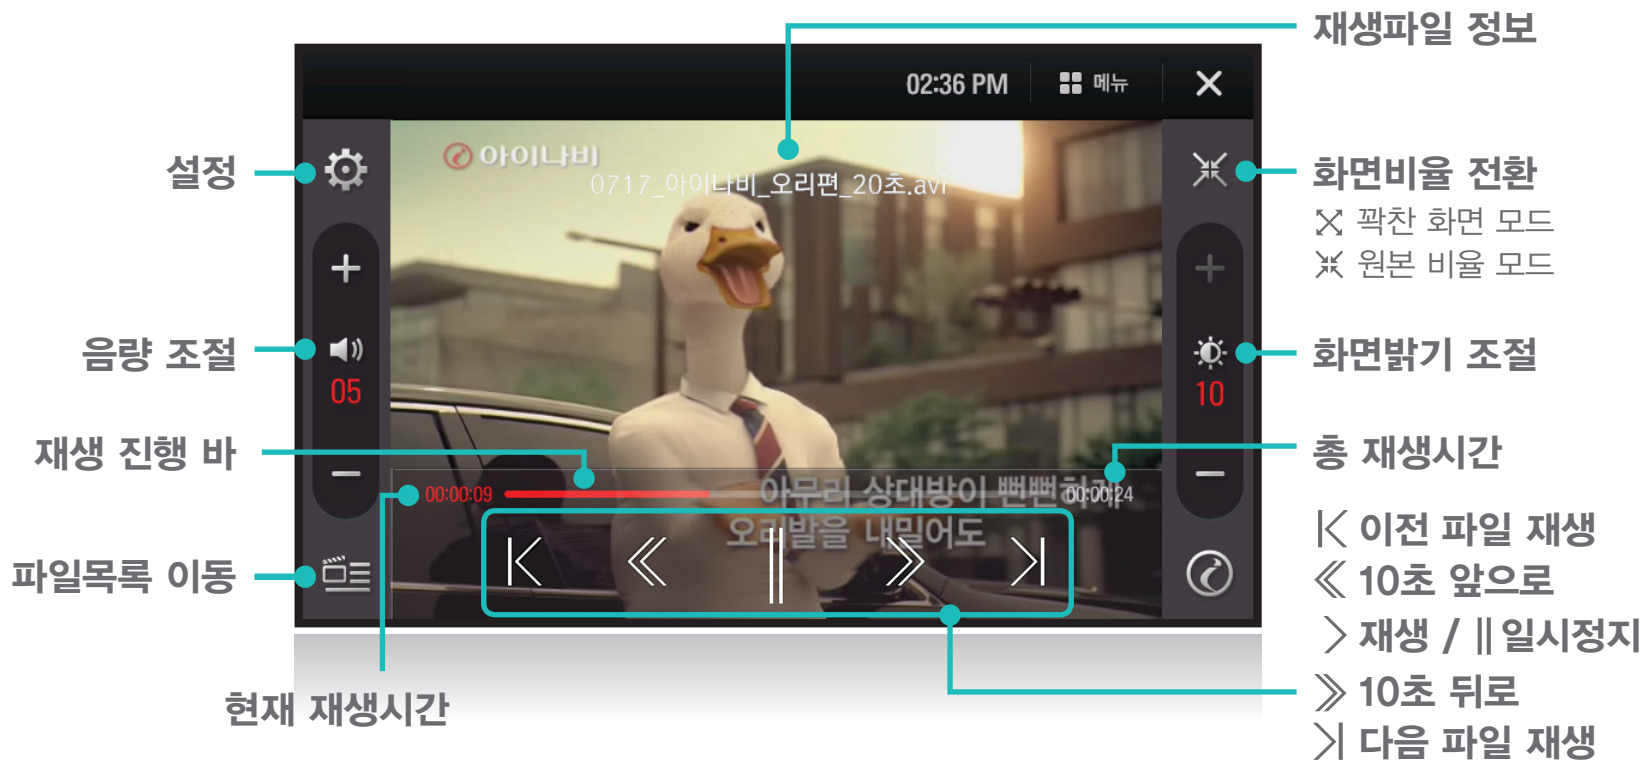 재생파일 정보
02:36 PM
메뉴
설정
아이나비
0717_아이나비_오리편_20초.avi
화면비율 전환
꽉찬 화면 모드
원본 비율 모드
음량 조절
05
화면밝기 조절
10
재생 진행 바
총 재생시간
00:00:09
00:00:24
아무리 상대방이 뻔뻔하게
오리발을 내밀어도
파일목록 이동
이전 파일 재생
10초 앞으로
재생 / || 일시정지
10초 뒤로
다음 파일 재생
현재 재생시간